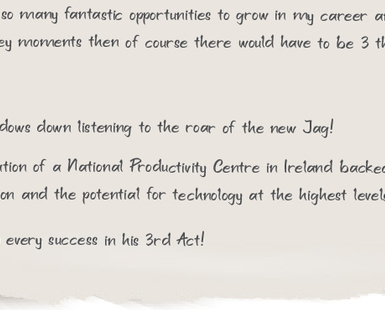 so many fantastic opportunities to grow in my career
ey moments then of course there would have to be 3
dows down listening to the roar of the new Jag!
ation of a National Productivity Centre in Ireland backed
on and the potential for technology at the highest levels
every success in his 3rd Act!